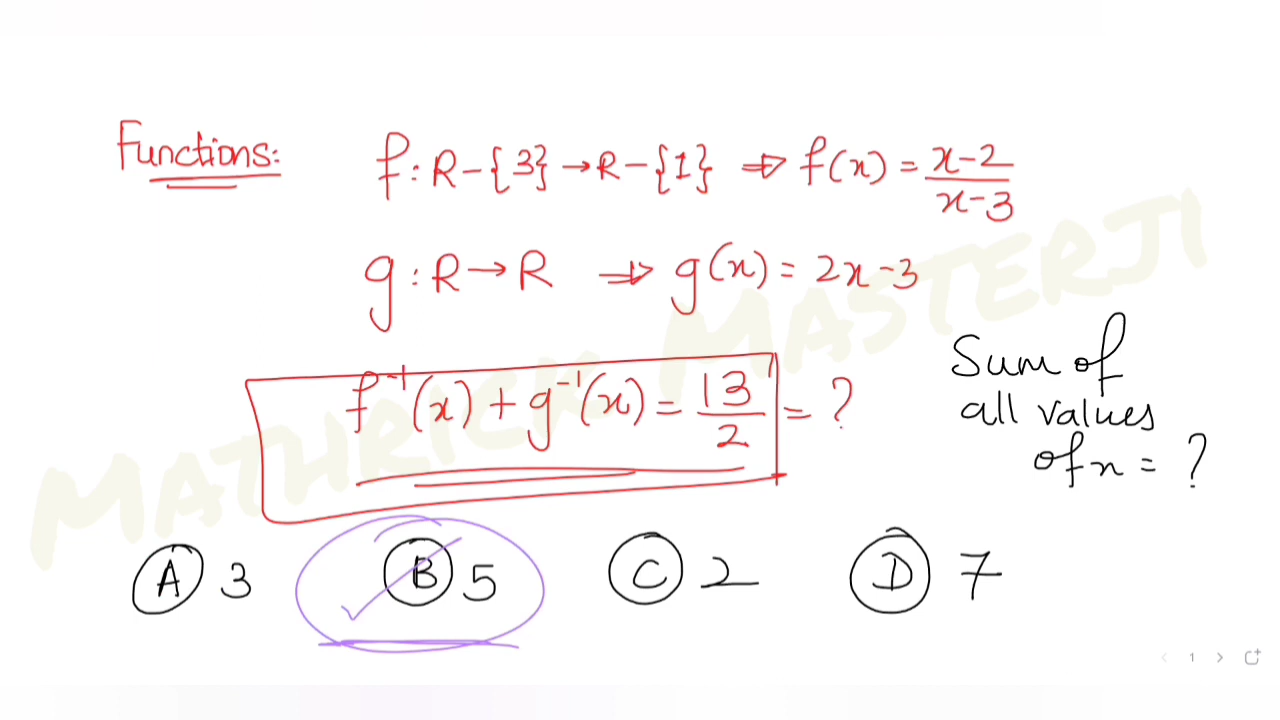 Functions: f: R-{3} → R-{1} ⇒ f(x) = x-2 / x-3
g: R → R ⇒ g(x) = 2x-3
f⁻¹(x) + g⁻¹(x) = 13/2 = ?
Sum of
all values
of x = ?
A 3 B 5 C 2 D 7
MATHRICK MASTERJI
1